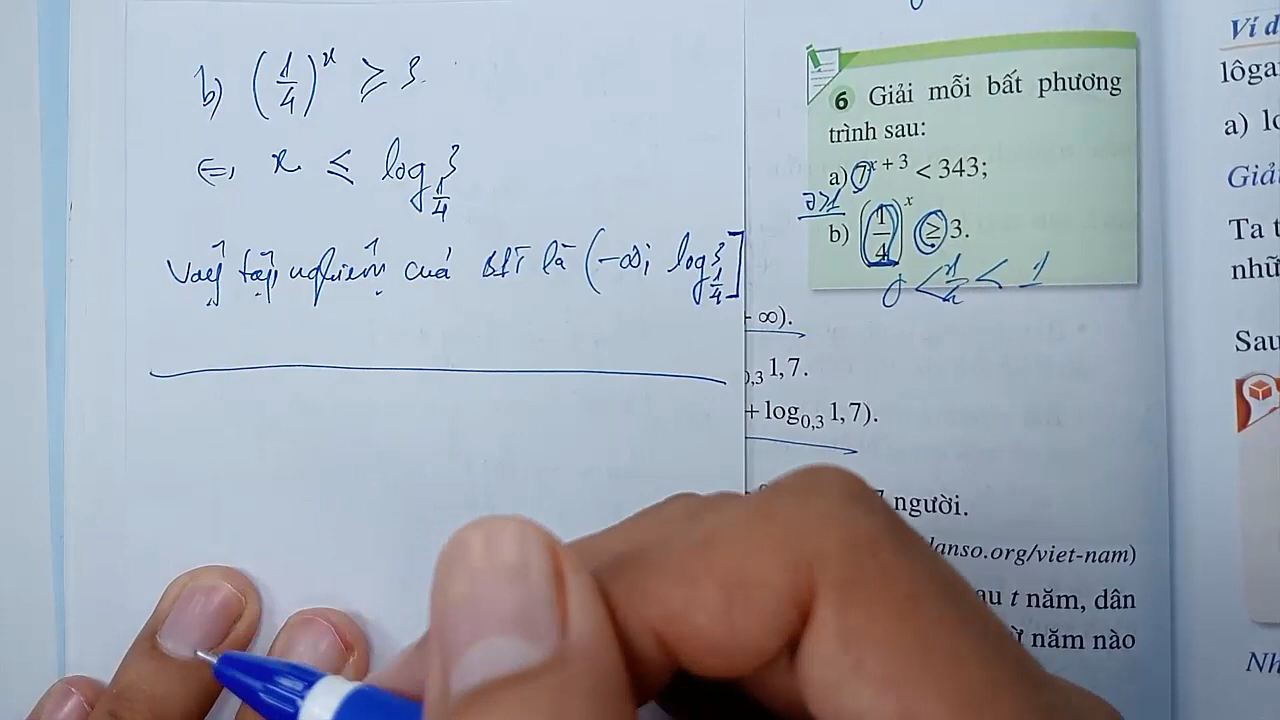 b) (1/4)^x ≥ 3
⇔ x ≤ log_{1/4} 3
Vậy tập nghiệm của BPT là (-∞; log_{1/4} 3]
6 Giải mỗi bất phương
trình sau:
a) 7^{x + 3} < 343;
7>1
b) (1/4)^x ≥ 3.
0 < 1/4 < 1
∞).
0,3 1,7.
+ log_{0,3} 1,7).
người.
danso.org/viet-nam)
t năm, dân
năm nào
Ví d
lôga
a) lo
Giải
Ta t
nhữ
Sau
Nh